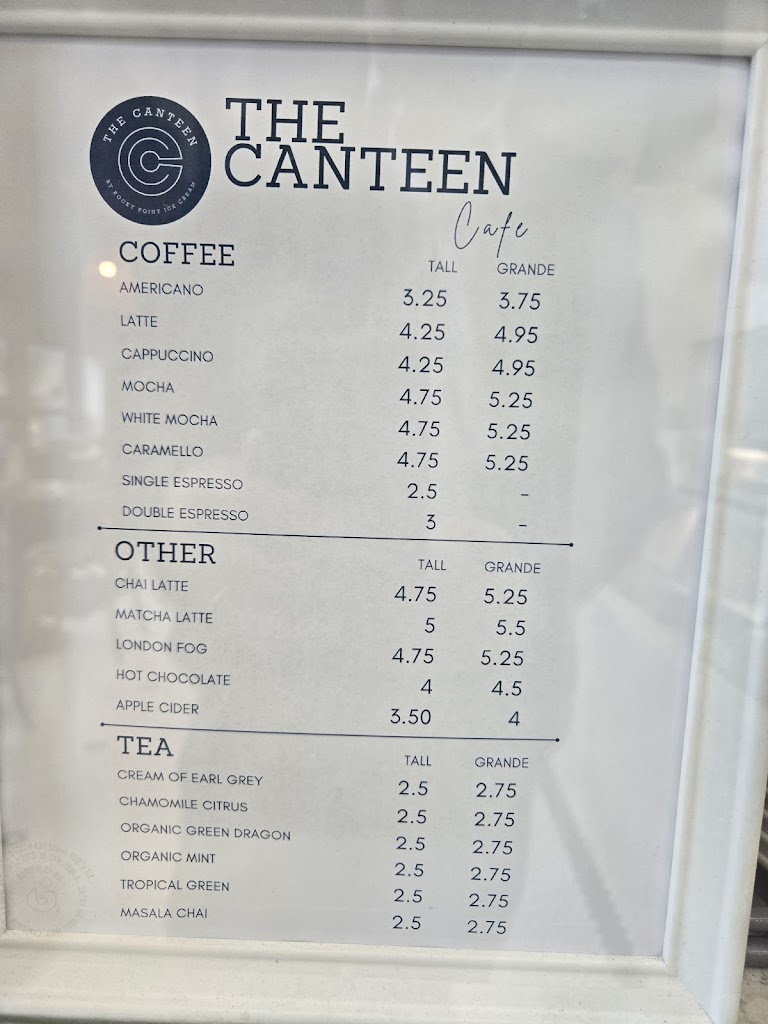 THE CANTEEN
BY ROCKY POINT ICE CREAM
THE
CANTEEN
Cafe
COFFEE TALL GRANDE
AMERICANO 3.25 3.75
LATTE 4.25 4.95
CAPPUCCINO 4.25 4.95
MOCHA 4.75 5.25
WHITE MOCHA 4.75 5.25
CARAMELLO 4.75 5.25
SINGLE ESPRESSO 2.5 -
DOUBLE ESPRESSO 3 -
OTHER TALL GRANDE
CHAI LATTE 4.75 5.25
MATCHA LATTE 5 5.5
LONDON FOG 4.75 5.25
HOT CHOCOLATE 4 4.5
APPLE CIDER 3.50 4
TEA TALL GRANDE
CREAM OF EARL GREY 2.5 2.75
CHAMOMILE CITRUS 2.5 2.75
ORGANIC GREEN DRAGON 2.5 2.75
ORGANIC MINT 2.5 2.75
TROPICAL GREEN 2.5 2.75
MASALA CHAI 2.5 2.75